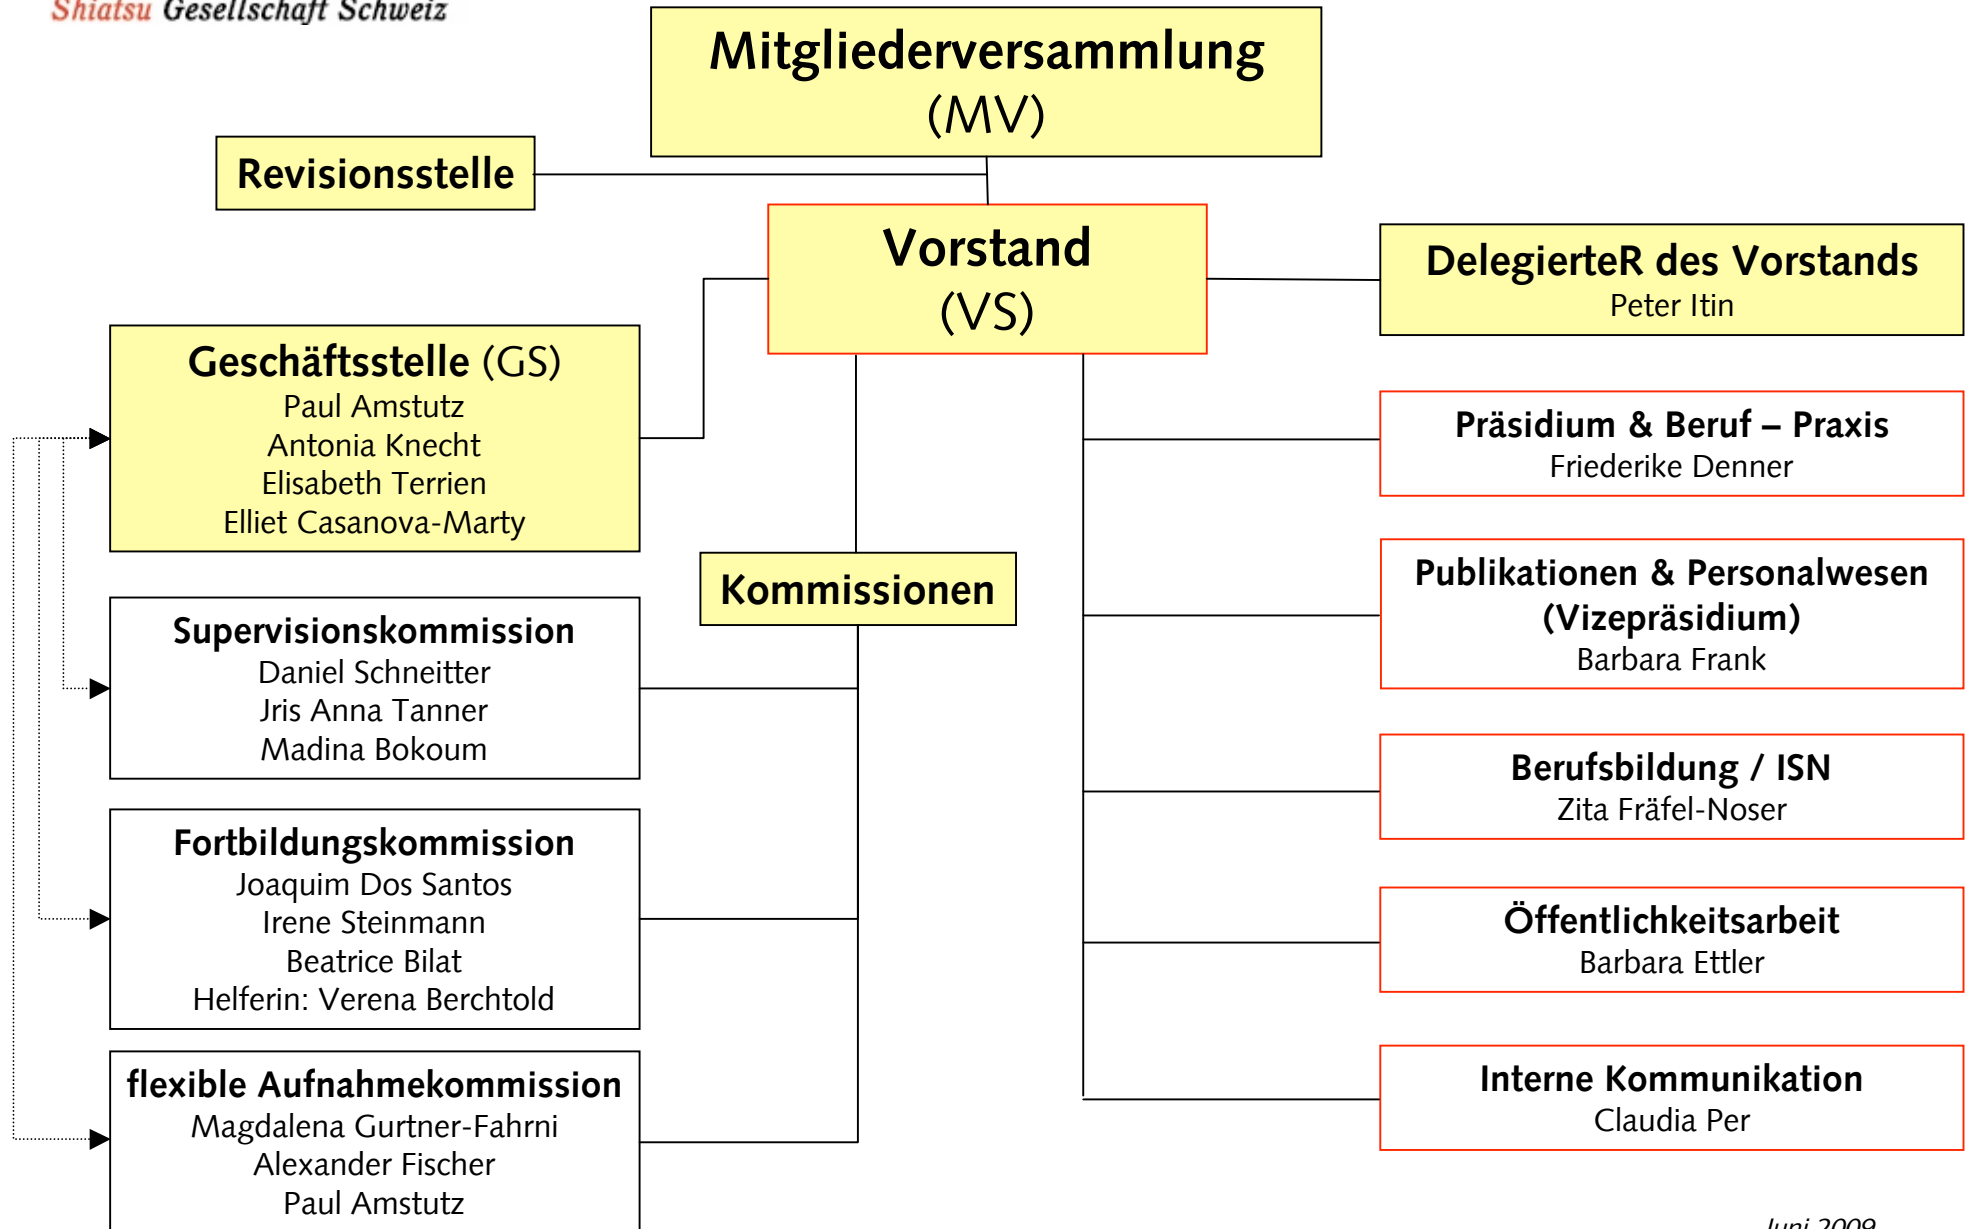 Shiatsu Gesellschaft Schweiz
Mitgliederversammlung
(MV)
Revisionsstelle
Vorstand
(VS)
DelegierteR des Vorstands
Peter Itin
Geschäftsstelle (GS)
Paul Amstutz
Antonia Knecht
Elisabeth Terrien
Elliet Casanova-Marty
Kommissionen
Supervisionskommission
Daniel Schneitter
Jris Anna Tanner
Madina Bokoum
Fortbildungskommission
Joaquim Dos Santos
Irene Steinmann
Beatrice Bilat
Helferin: Verena Berchtold
flexible Aufnahmekommission
Magdalena Gurtner-Fahrni
Alexander Fischer
Paul Amstutz
Präsidium & Beruf – Praxis
Friederike Denner
Publikationen & Personalwesen
(Vizepräsidium)
Barbara Frank
Berufsbildung / ISN
Zita Fräfel-Noser
Öffentlichkeitsarbeit
Barbara Ettler
Interne Kommunikation
Claudia Per
Juni 2009